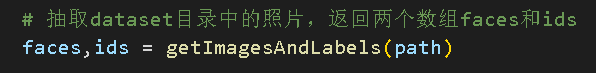 # 抽取dataset目录中的照片，返回两个数组faces和ids
faces,ids = getImagesAndLabels(path)